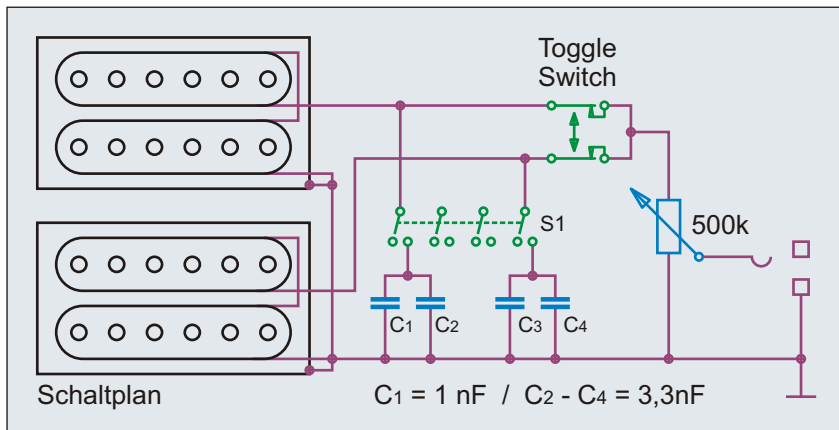 Toggle
Switch
S1
500k
C1 C2 C3 C4
Schaltplan
C1 = 1 nF / C2 - C4 = 3,3nF